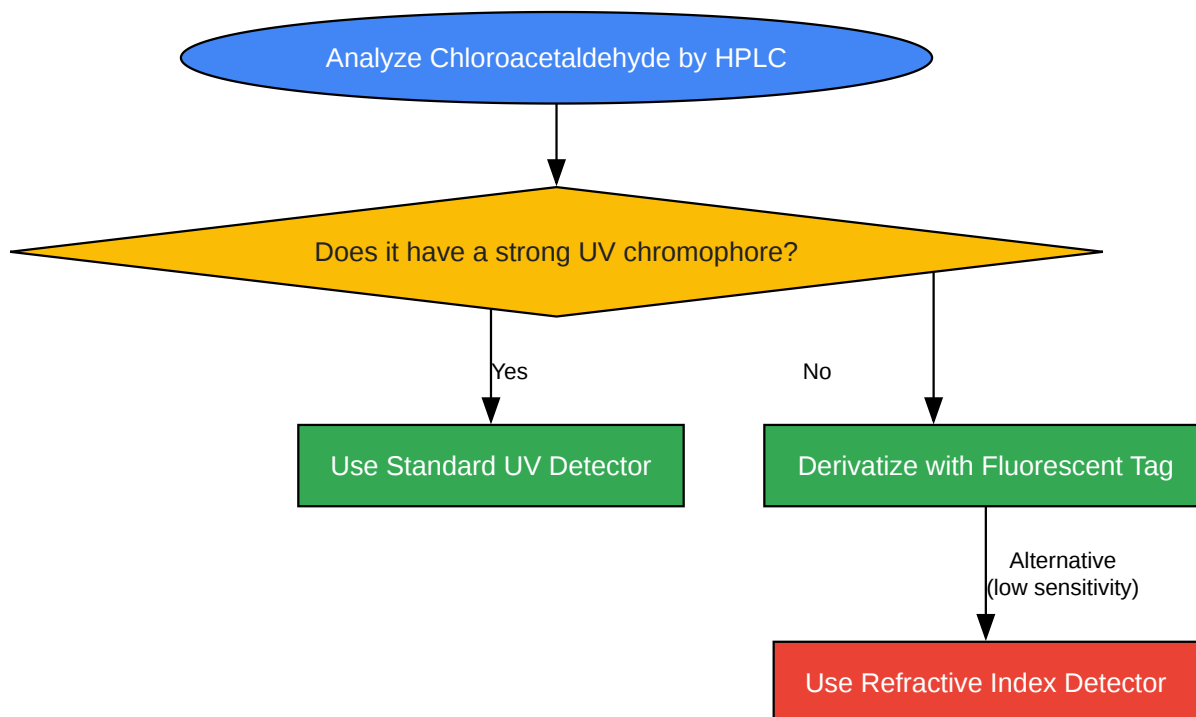 Analyze Chloroacetaldehyde by HPLC
Does it have a strong UV chromophore?
Yes
No
Use Standard UV Detector
Derivatize with Fluorescent Tag
Alternative
(low sensitivity)
Use Refractive Index Detector